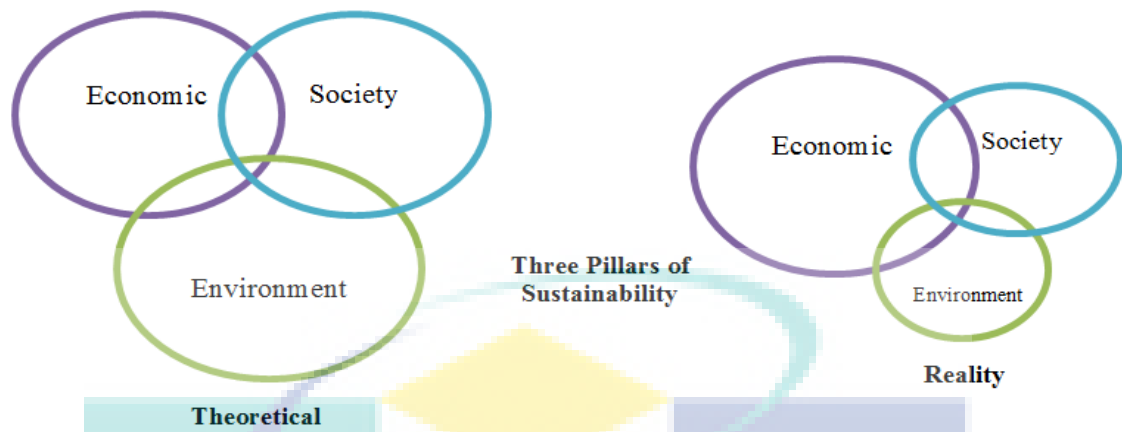 Economic
Society
Environment
Theoretical
Three Pillars of
Sustainability
Economic
Society
Environment
Reality